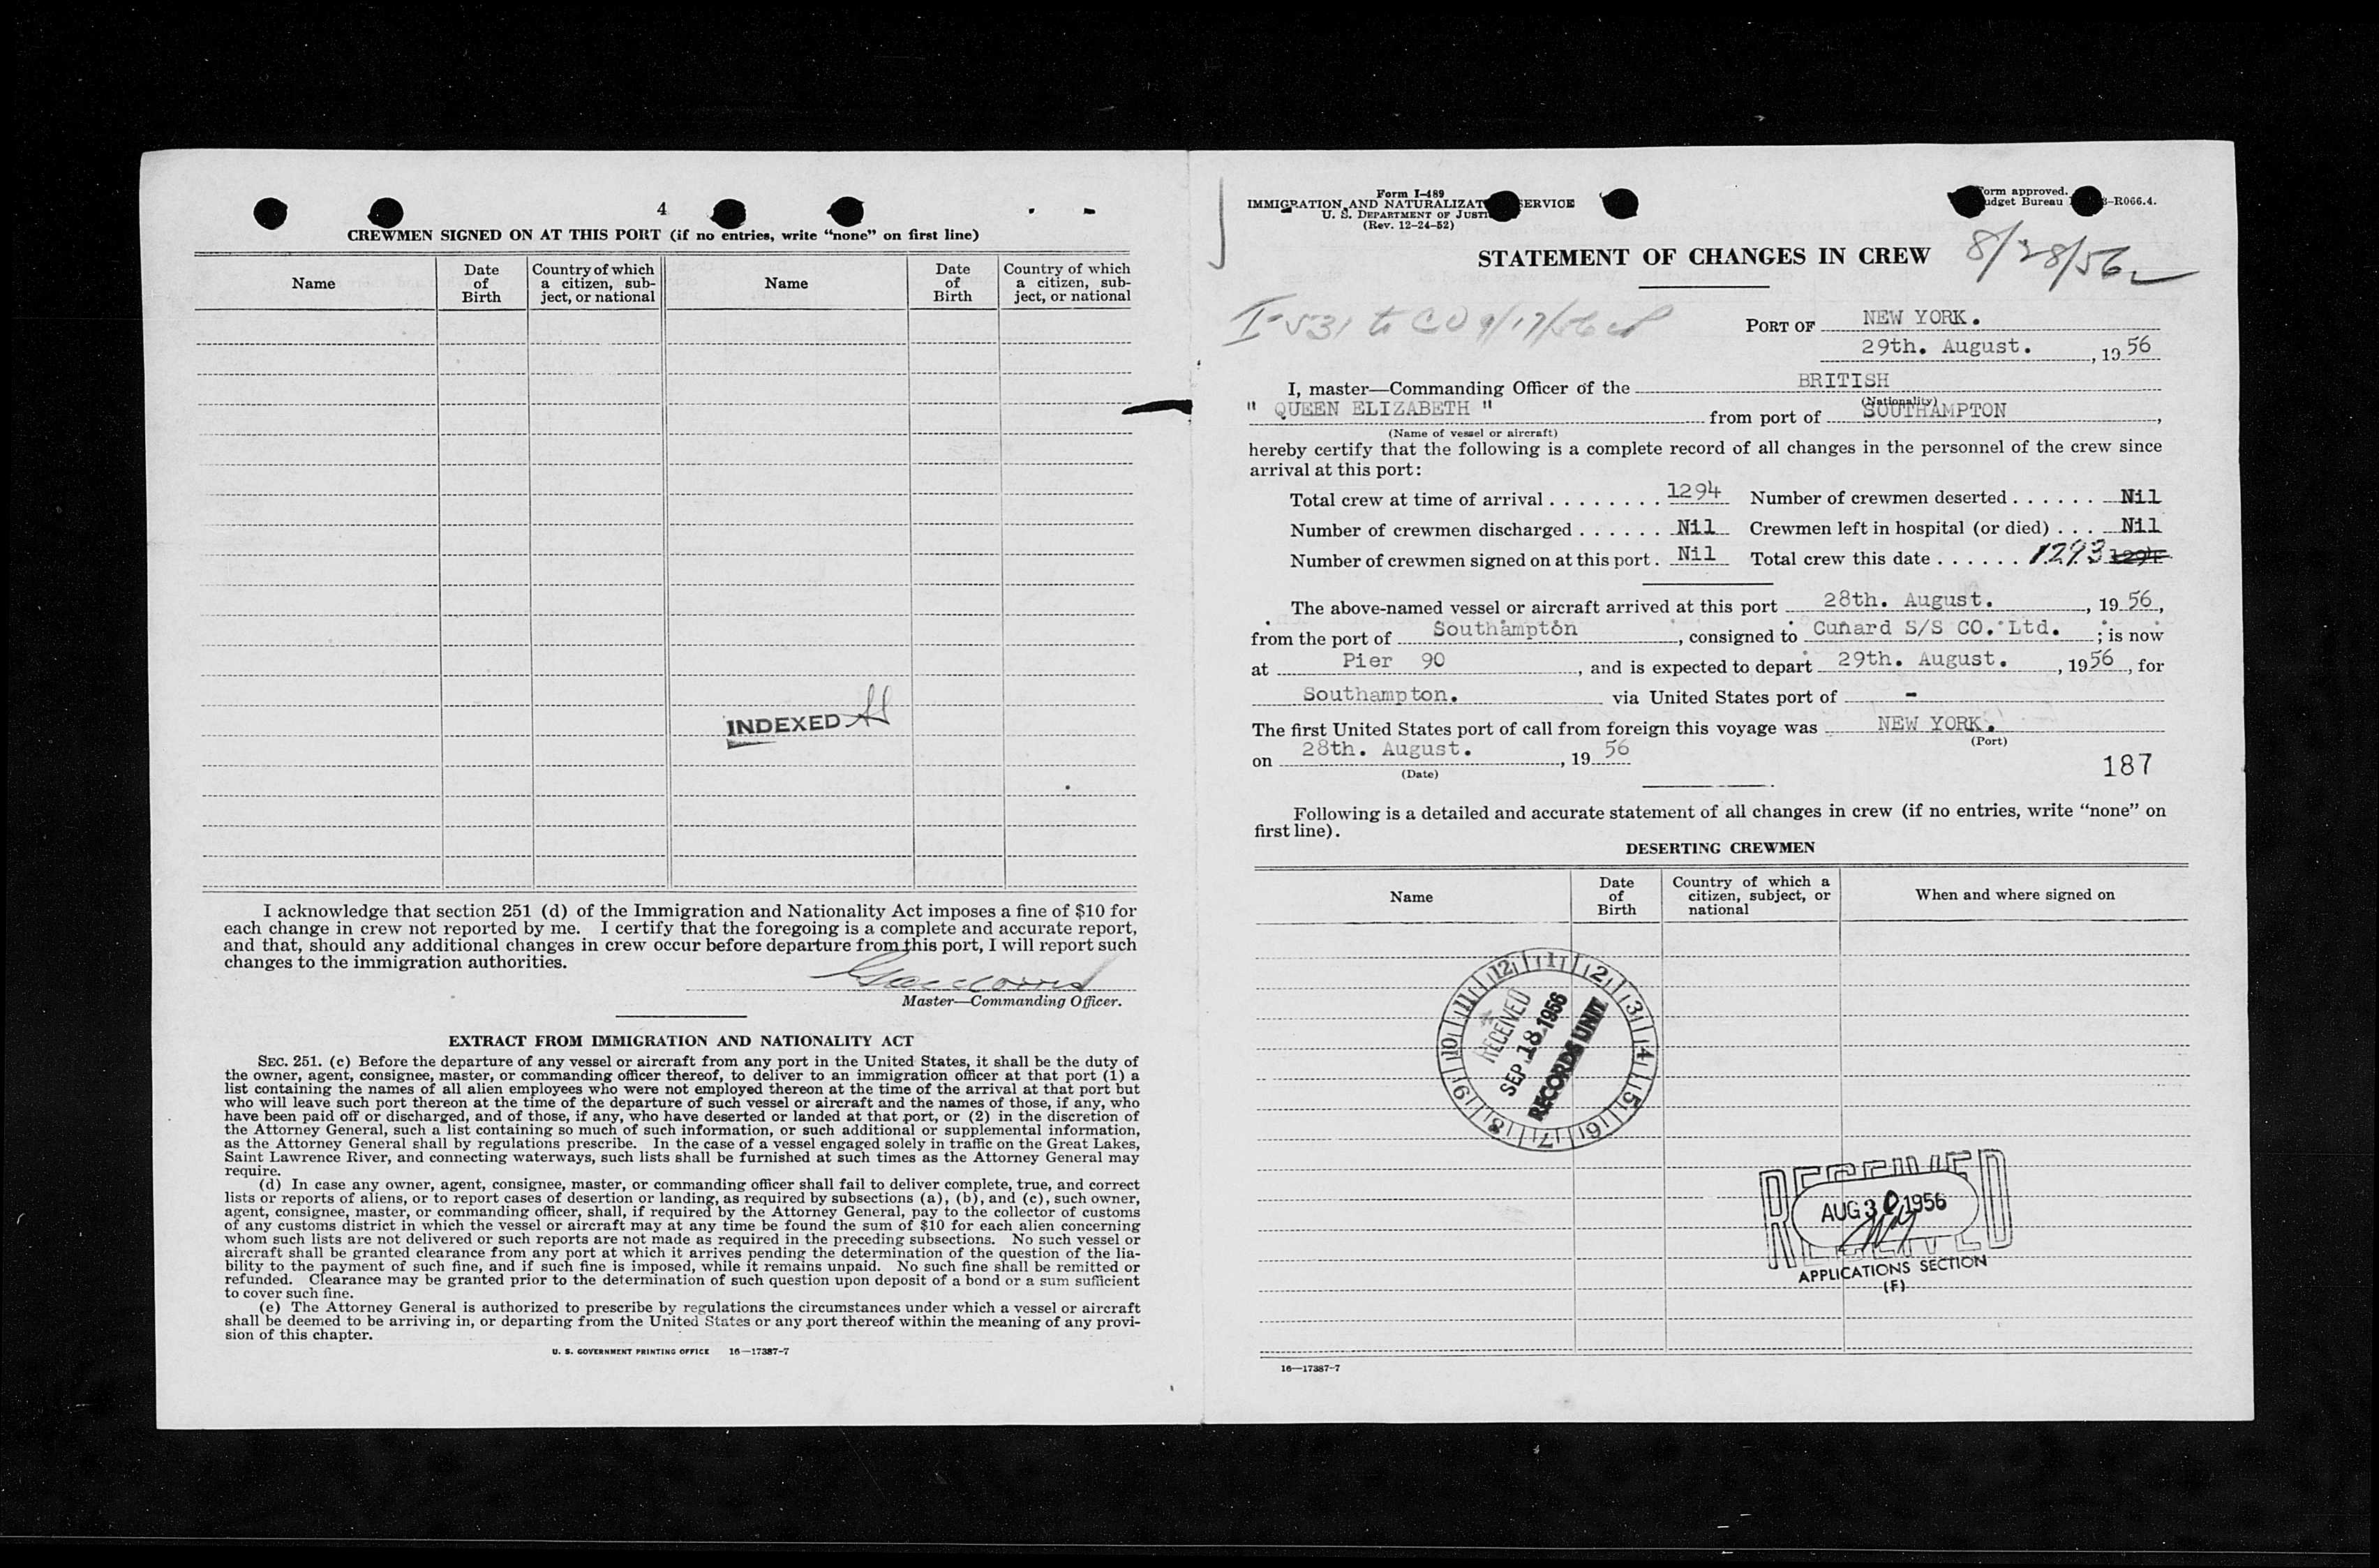 4
CREWMEN SIGNED ON AT THIS PORT (if no entries, write “none” on first line)
Name
Date of Birth
Country of which a citizen, sub-ject, or national
Name
Date of Birth
Country of which a citizen, sub-ject, or national
INDEXED
I acknowledge that section 251 (d) of the Immigration and Nationality Act imposes a fine of $10 for
each change in crew not reported by me. I certify that the foregoing is a complete and accurate report,
and that, should any additional changes in crew occur before departure from this port, I will report such
changes to the immigration authorities.
Master—Commanding Officer.
EXTRACT FROM IMMIGRATION AND NATIONALITY ACT
SEC. 251. (c) Before the departure of any vessel or aircraft from any port in the United States, it shall be the duty of
the owner, agent, consignee, master, or commanding officer thereof, to deliver to an immigration officer at that port (1) a
list containing the names of all alien employees who were not employed thereon at the time of the arrival at that port but
who will leave such port thereon at the time of the departure of such vessel or aircraft and the names of those, if any, who
have been paid off or discharged, and of those, if any, who have deserted or landed at that port, or (2) in the discretion of
the Attorney General, such a list containing so much of such information, or such additional or supplemental information,
as the Attorney General shall by regulations prescribe. In the case of a vessel engaged solely in traffic on the Great Lakes,
Saint Lawrence River, and connecting waterways, such lists shall be furnished at such times as the Attorney General may
require.
(d) In case any owner, agent, consignee, master, or commanding officer shall fail to deliver complete, true, and correct
lists or reports of aliens, or to report cases of desertion or landing, as required by subsections (a), (b), and (c), such owner,
agent, consignee, master, or commanding officer, shall, if required by the Attorney General, pay to the collector of customs
of any customs district in which the vessel or aircraft may at any time be found the sum of $10 for each alien concerning
whom such lists are not delivered or such reports are not made as required in the preceding subsections. No such vessel or
aircraft shall be granted clearance from any port at which it arrives pending the determination of the question of the lia-
bility to the payment of such fine, and if such fine is imposed, while it remains unpaid. No such fine shall be remitted or
refunded. Clearance may be granted prior to the determination of such question upon deposit of a bond or a sum sufficient
to cover such fine.
(e) The Attorney General is authorized to prescribe by regulations the circumstances under which a vessel or aircraft
shall be deemed to be arriving in, or departing from the United States or any port thereof within the meaning of any provi-
sion of this chapter.
U. S. GOVERNMENT PRINTING OFFICE 16—17387-7
Form I-489
IMMIGRATION AND NATURALIZAT SERVICE
U. S. DEPARTMENT OF JUSTI
(Rev. 12-24-52)
orm approved.
udget Bureau 3-R066.4.
STATEMENT OF CHANGES IN CREW
8/28/56
I-531 to CO 9/17/56
PORT OF NEW YORK.
29th. August. , 19 56
I, master—Commanding Officer of the BRITISH
(Nationality)
" QUEEN ELIZABETH " from port of SOUTHAMPTON ,
(Name of vessel or aircraft)
hereby certify that the following is a complete record of all changes in the personnel of the crew since
arrival at this port:
Total crew at time of arrival . . . . . . . . 1294 Number of crewmen deserted . . . . . . Nil
Number of crewmen discharged . . . . . . Nil Crewmen left in hospital (or died) . . . Nil
Number of crewmen signed on at this port . Nil Total crew this date . . . . . . 1293 1294
The above-named vessel or aircraft arrived at this port 28th. August. , 19 56 ,
from the port of Southampton , consigned to Cunard S/S CO. Ltd. ; is now
at Pier 90 , and is expected to depart 29th. August. , 19 56 , for
Southampton. via United States port of -
The first United States port of call from foreign this voyage was NEW YORK.
(Port)
on 28th. August. , 19 56
(Date)
187
Following is a detailed and accurate statement of all changes in crew (if no entries, write “none” on
first line).
DESERTING CREWMEN
Name
Date of Birth
Country of which a citizen, subject, or national
When and where signed on
12 1 2 3 4 5 6 7 8 9 10 11
RECEIVED
SEP 18 1956
RECORDS UNIT
RECEIVED
AUG 30 1956
APPLICATIONS SECTION
(F)
16—17387-7